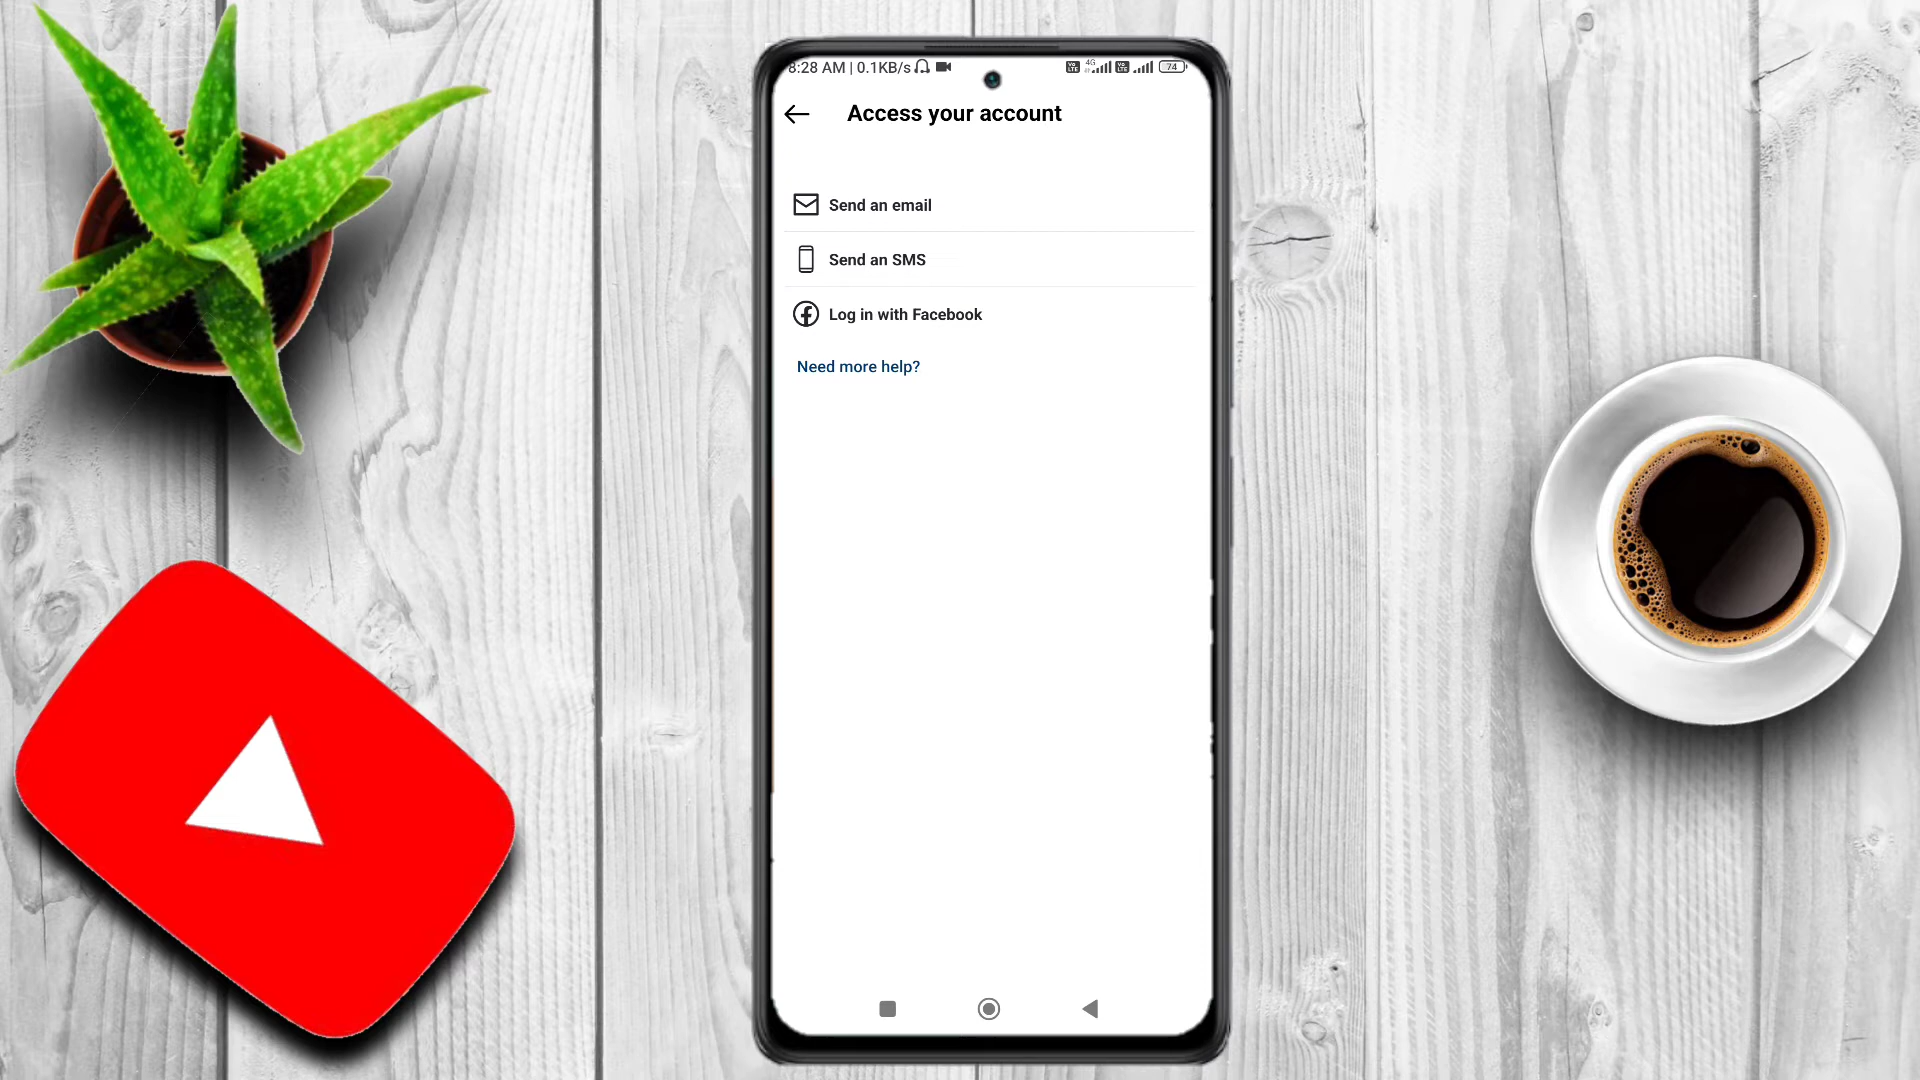 8:28 AM | 0.1KB/s
4G
74
Access your account
Send an email
Send an SMS
Log in with Facebook
Need more help?